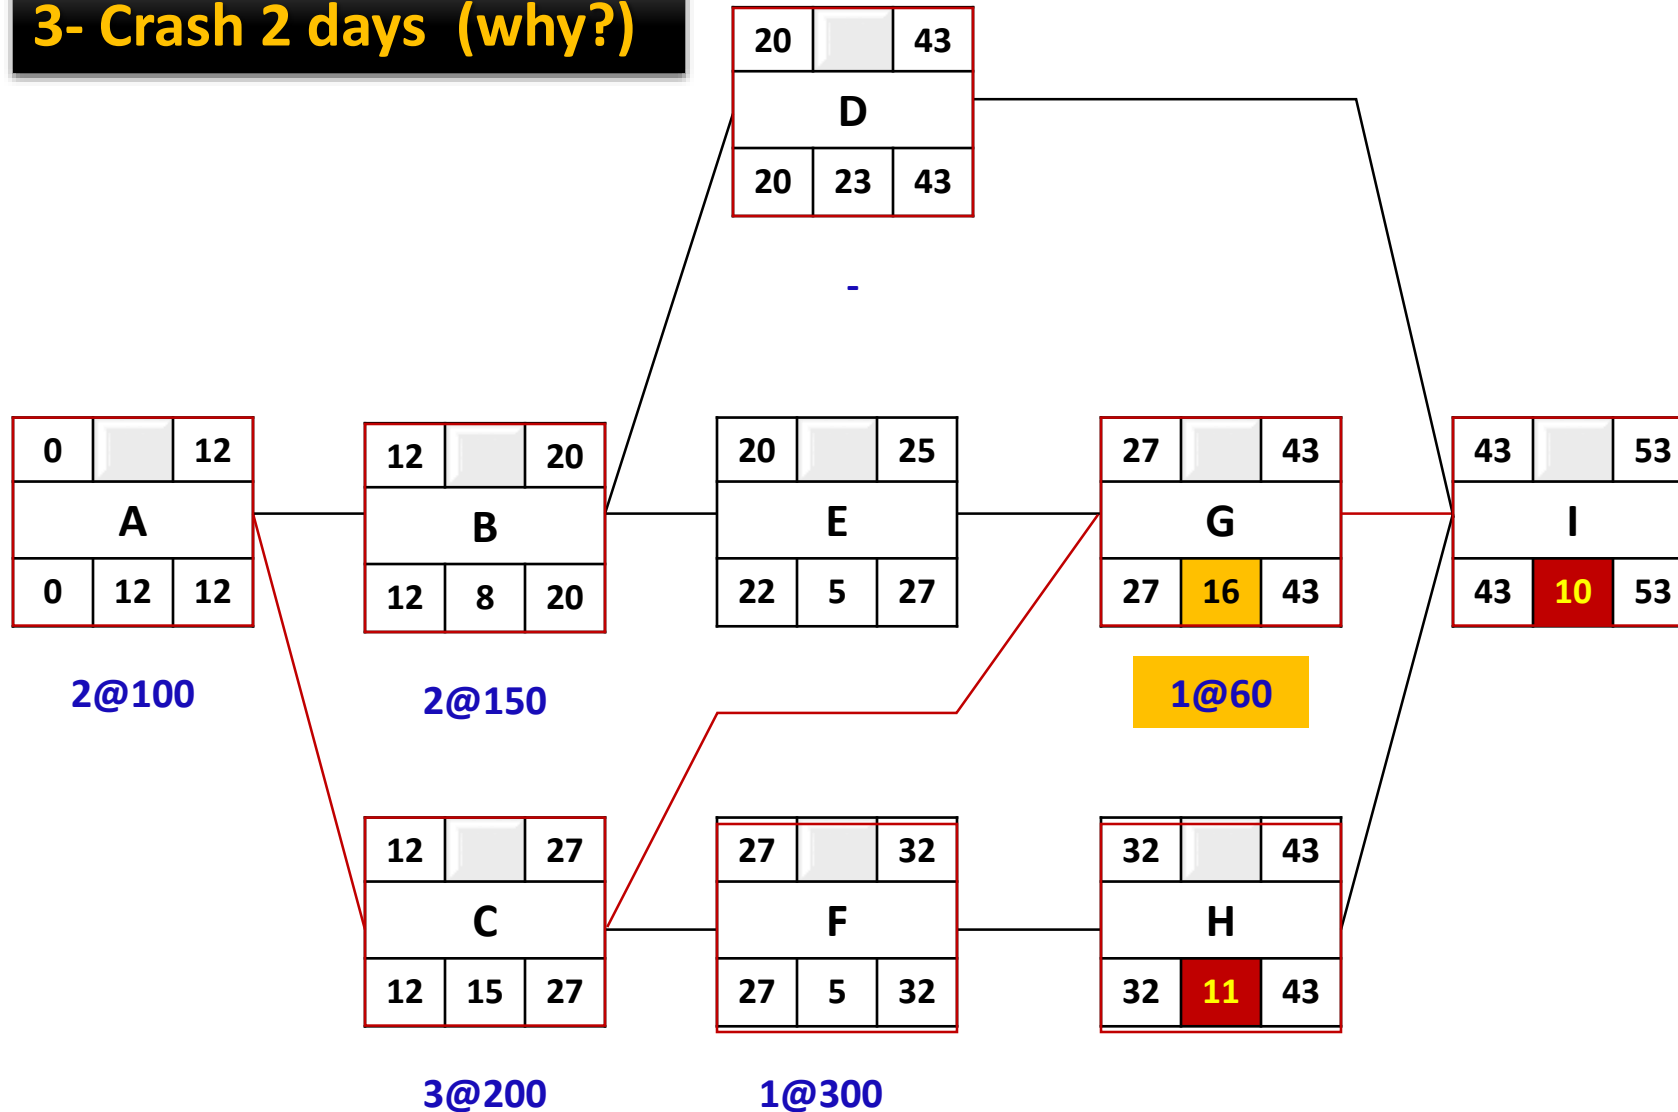 3- Crash 2 days (why?)
20 43
D
20 23 43
-
0 12
A
0 12 12
2@100
12 20
B
12 8 20
2@150
20 25
E
22 5 27
27 43
G
27 16 43
1@60
43 53
I
43 10 53
12 27
C
12 15 27
3@200
27 32
F
27 5 32
1@300
32 43
H
32 11 43